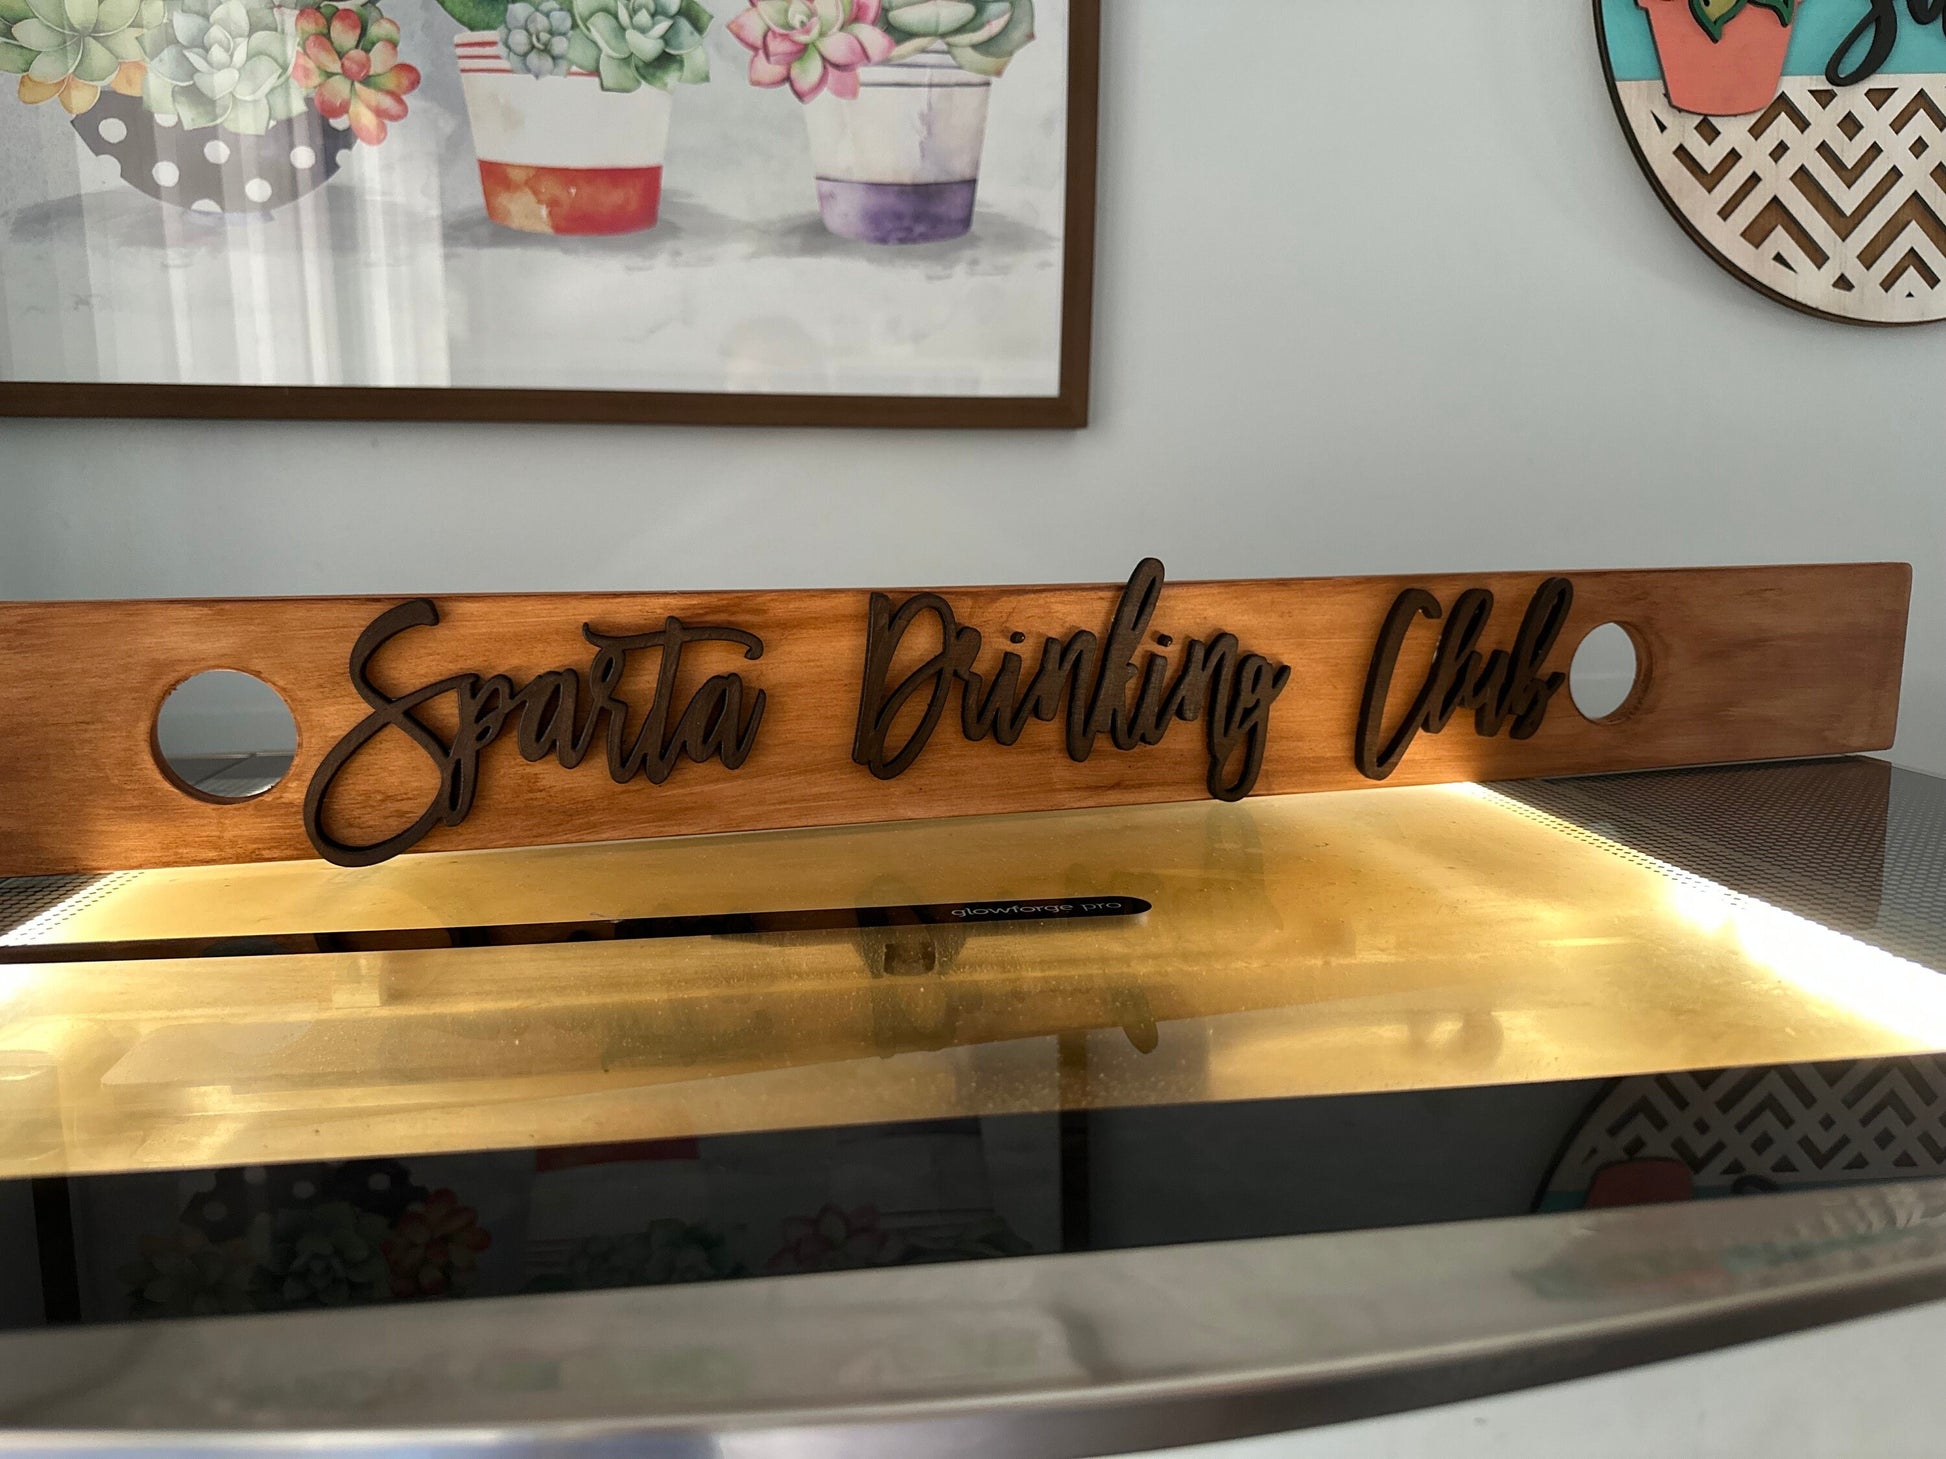 Sparta Drinking Club
glowforge pro